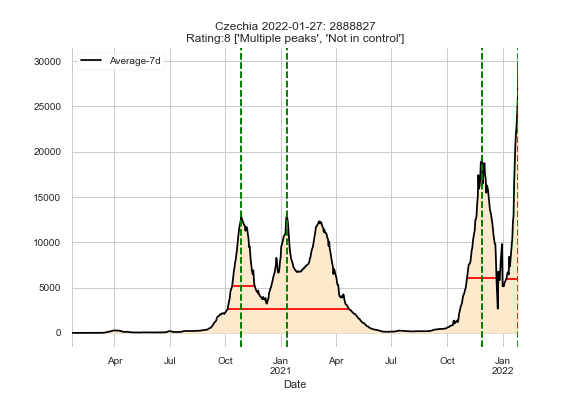 Czechia 2022-01-27: 2888827
Rating:8 ['Multiple peaks', 'Not in control']
Average-7d
30000
25000
20000
15000
10000
5000
0
Apr Jul Oct Jan Apr Jul Oct Jan
2021 2022
Date